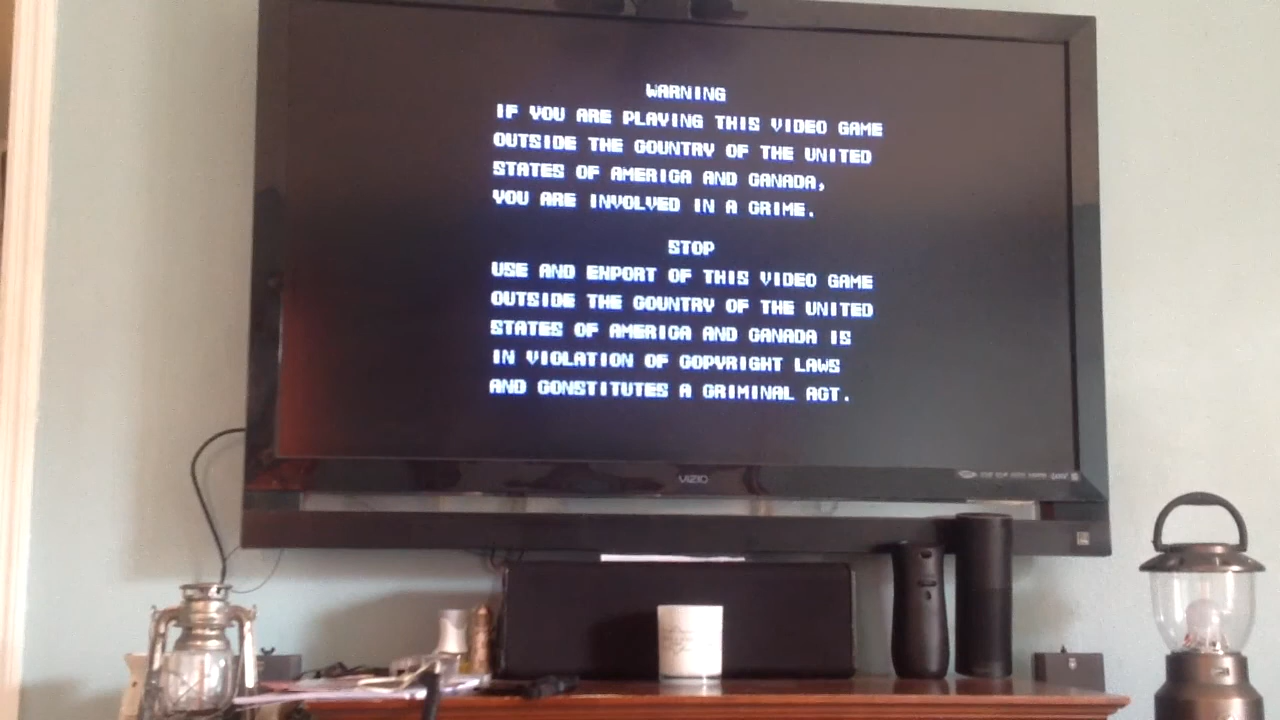 WARNING
IF YOU ARE PLAYING THIS VIDEO GAME
OUTSIDE THE COUNTRY OF THE UNITED
STATES OF AMERICA AND CANADA,
YOU ARE INVOLVED IN A CRIME.
STOP
USE AND EXPORT OF THIS VIDEO GAME
OUTSIDE THE COUNTRY OF THE UNITED
STATES OF AMERICA AND CANADA IS
IN VIOLATION OF COPYRIGHT LAWS
AND CONSTITUTES A CRIMINAL ACT.
VIZIO